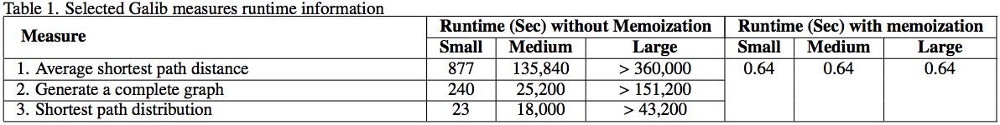 Table 1. Selected Galib measures runtime information
Measure Runtime (Sec) without Memoization Runtime (Sec) with memoization
Small Medium Large Small Medium Large
1. Average shortest path distance 877 135,840 > 360,000 0.64 0.64 0.64
2. Generate a complete graph 240 25,200 > 151,200
3. Shortest path distribution 23 18,000 > 43,200